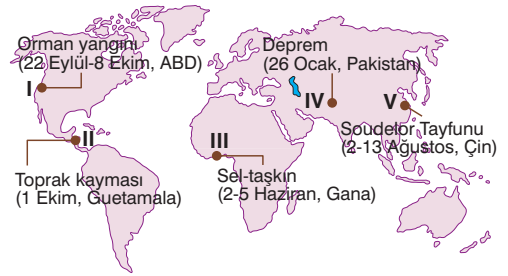 Orman yangını
(22 Eylül-8 Ekim, ABD)
I
Deprem
(26 Ocak, Pakistan)
IV
V
Soudelor Tayfunu
(2-13 Ağustos, Çin)
II
III
Toprak kayması
(1 Ekim, Guetamala)
Sel-taşkın
(2-5 Haziran, Gana)